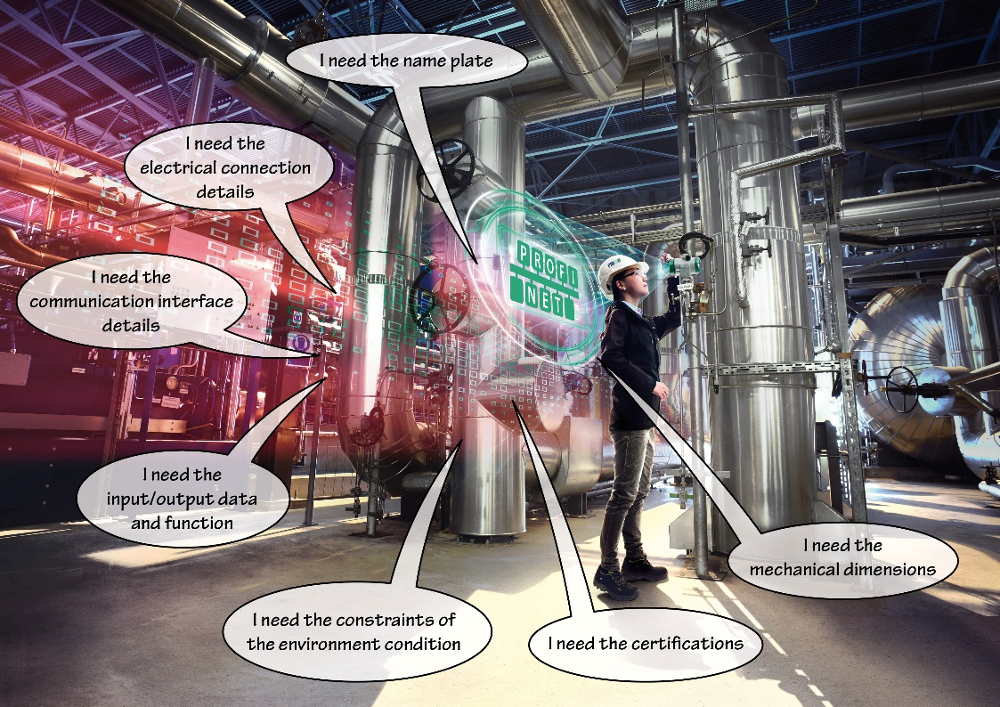 I need the name plate
I need the
electrical connection
details
I need the
communication interface
details
PROFI
NET
I need the
input/output data
and function
I need the
mechanical dimensions
I need the constraints of
the environment condition
I need the certifications